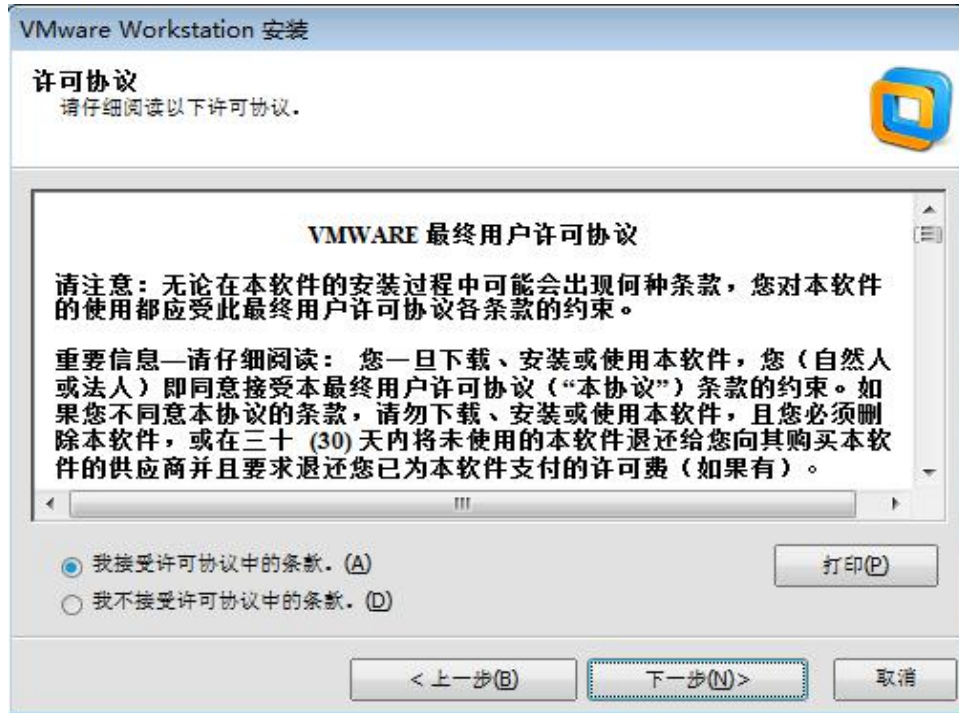 VMware Workstation 安装
许可协议
请仔细阅读以下许可协议.
VMWARE 最终用户许可协议
请注意：无论在本软件的安装过程中可能会出现何种条款，您对本软件
的使用都应受此最终用户许可协议各条款的约束。
重要信息—请仔细阅读： 您一旦下载、安装或使用本软件，您（自然人
或法人）即同意接受本最终用户许可协议（“本协议”）条款的约束。如
果您不同意本协议的条款，请勿下载、安装或使用本软件，且您必须删
除本软件，或在三十 (30) 天内将未使用的本软件退还给您向其购买本软
件的供应商并且要求退还您已为本软件支付的许可费（如果有）。
我接受许可协议中的条款. (A)
打印(P)
我不接受许可协议中的条款. (D)
< 上一步(B)
下一步(N)>
取消